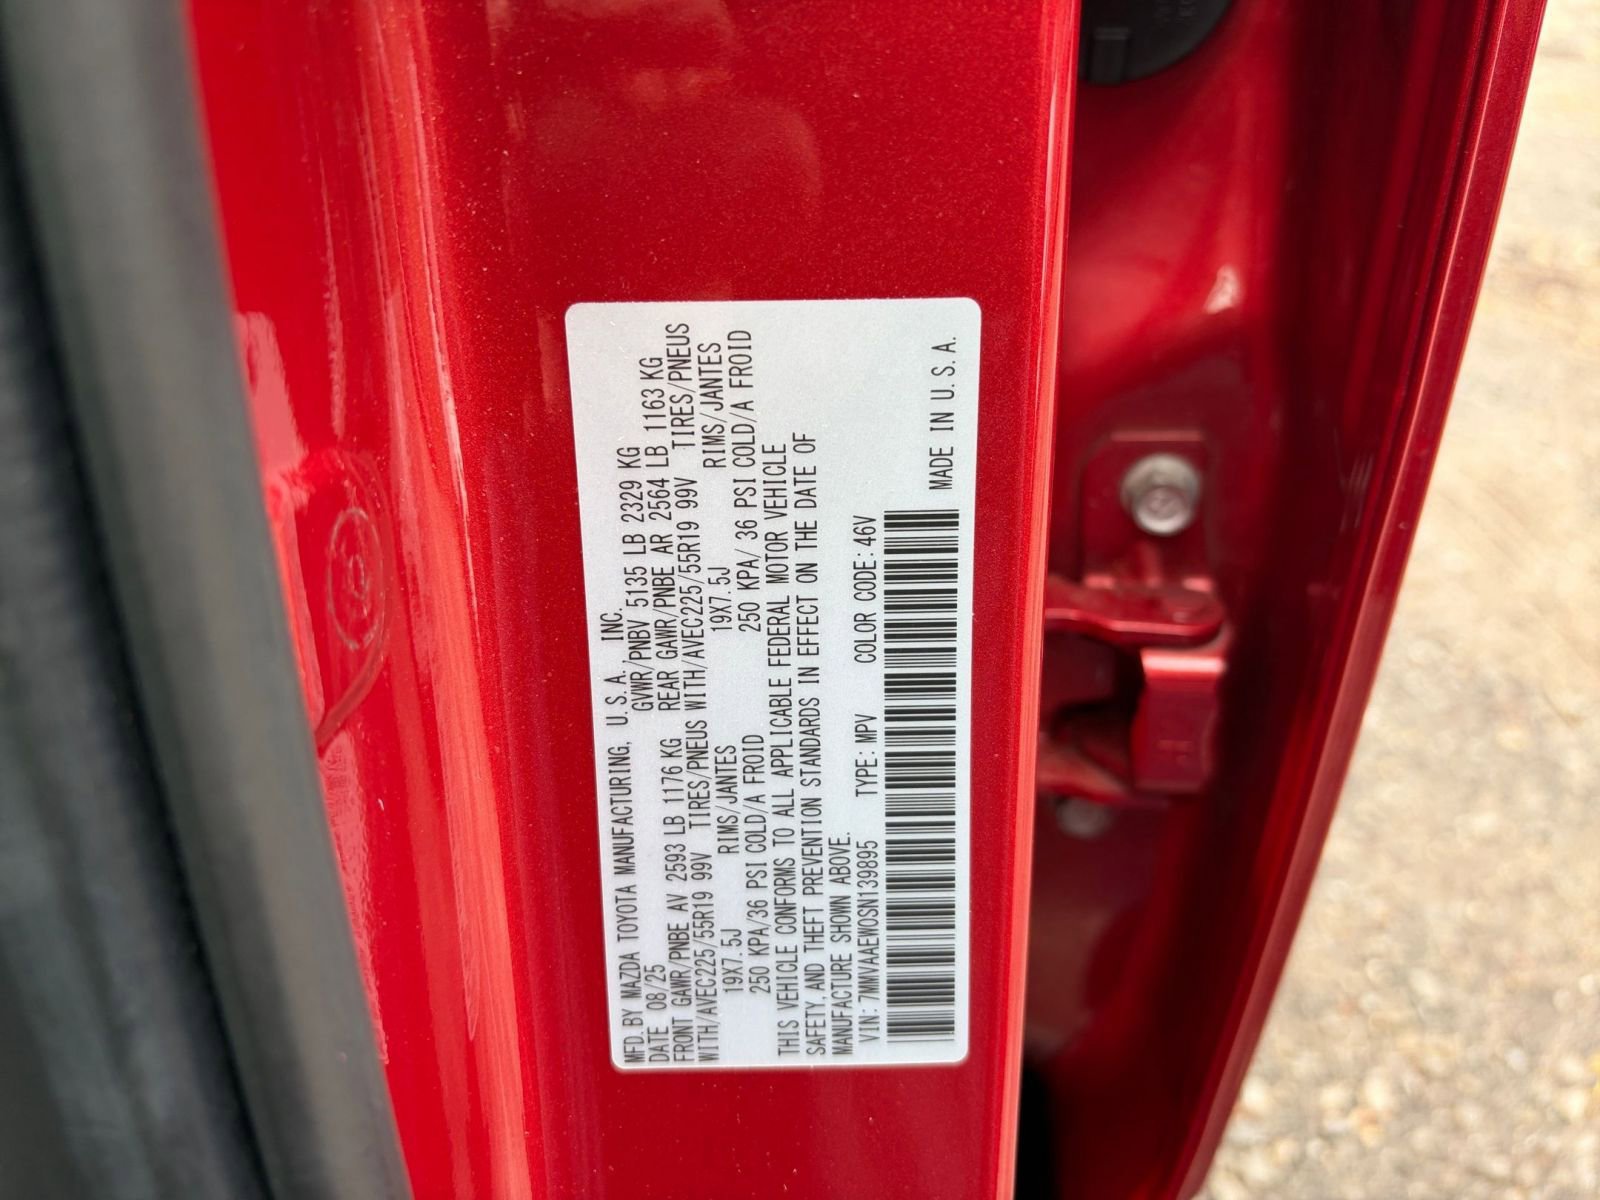 MFD. BY MAZDA TOYOTA MANUFACTURING, U. S. A., INC.
DATE 08/25 GVWR/PNBV 5135 LB 2329 KG
FRONT GAWR/PNBE AV 2593 LB 1176 KG REAR GAWR/PNBE AR 2564 LB 1163 KG
WITH/AVEC225/55R19 99V TIRES/PNEUS WITH/AVEC225/55R19 99V TIRES/PNEUS
19X7.5J RIMS/JANTES 19X7.5J RIMS/JANTES
250 KPA/36 PSI COLD/A FROID 250 KPA/ 36 PSI COLD/A FROID
THIS VEHICLE CONFORMS TO ALL APPLICABLE FEDERAL MOTOR VEHICLE
SAFETY, AND THEFT PREVENTION STANDARDS IN EFFECT ON THE DATE OF
MANUFACTURE SHOWN ABOVE.
VIN: 7MMVAAEW0SN139895 TYPE: MPV COLOR CODE: 46V
MADE IN U. S. A.